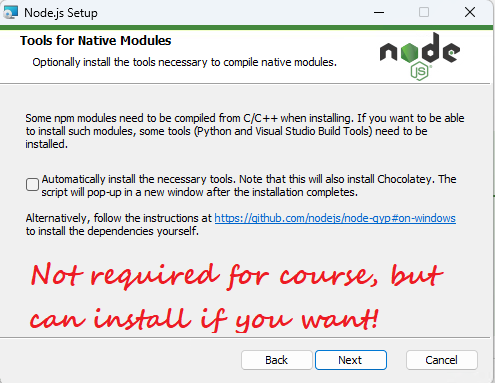 Node.js Setup
Tools for Native Modules
Optionally install the tools necessary to compile native modules.
node
JS
Some npm modules need to be compiled from C/C++ when installing. If you want to be able
to install such modules, some tools (Python and Visual Studio Build Tools) need to be
installed.
Automatically install the necessary tools. Note that this will also install Chocolatey. The
script will pop-up in a new window after the installation completes.
Alternatively, follow the instructions at https://github.com/nodejs/node-gyp#on-windows
to install the dependencies yourself.
Not required for course, but
can install if you want!
Back Next Cancel